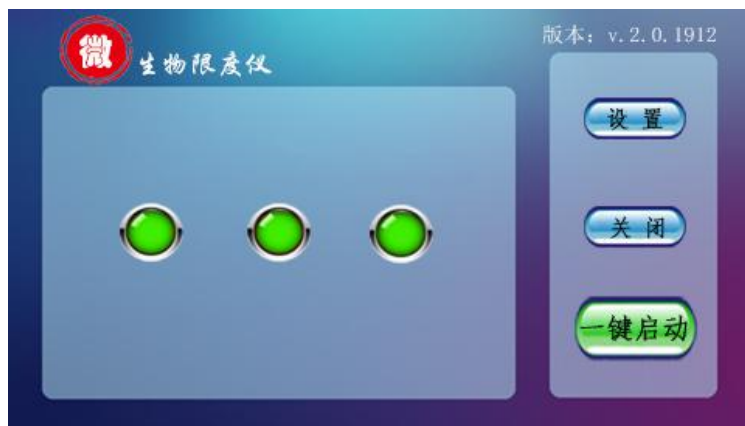 微生物限度仪
版本：v.2.0.1912
设 置
关 闭
一键启动